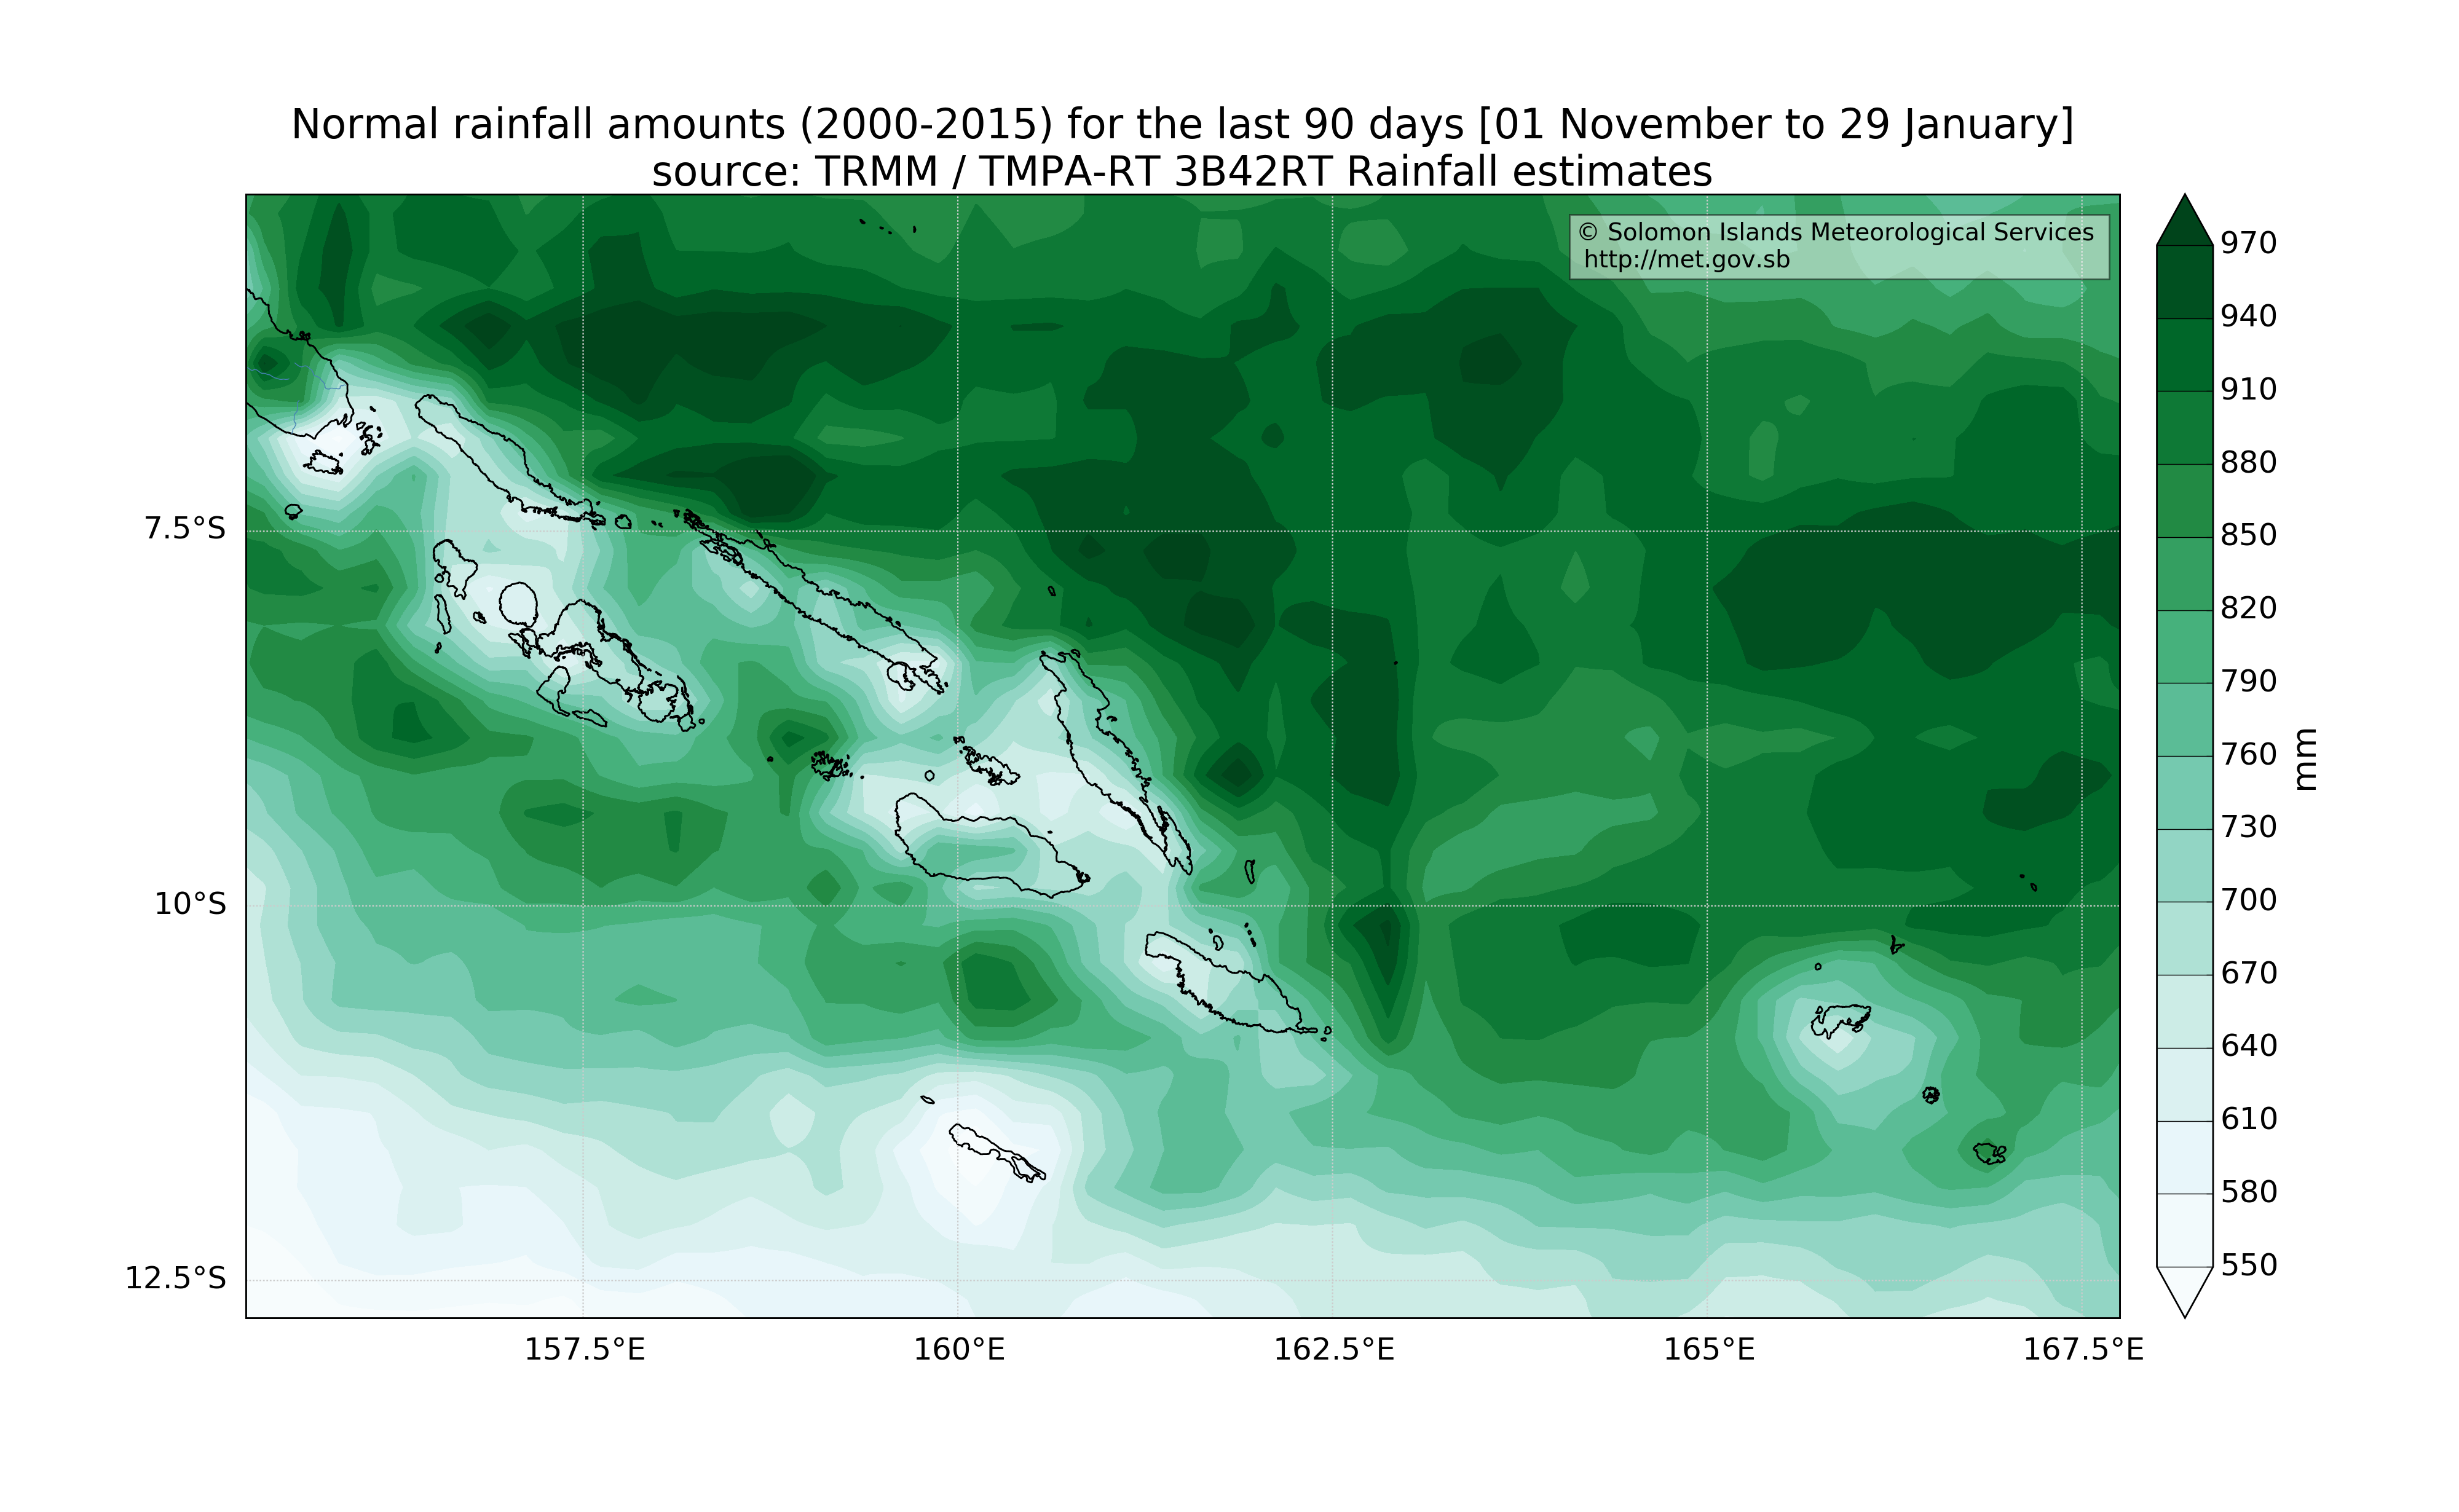 Normal rainfall amounts (2000-2015) for the last 90 days [01 November to 29 January]
source: TRMM / TMPA-RT 3B42RT Rainfall estimates
© Solomon Islands Meteorological Services
http://met.gov.sb
7.5°S
10°S
12.5°S
157.5°E
160°E
162.5°E
165°E
167.5°E
970
940
910
880
850
820
790
760
730
700
670
640
610
580
550
mm